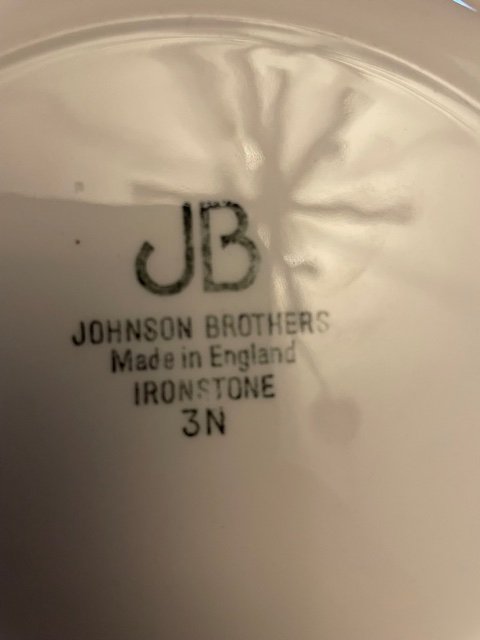 JB
JOHNSON BROTHERS
Made in England
IRONSTONE
3N